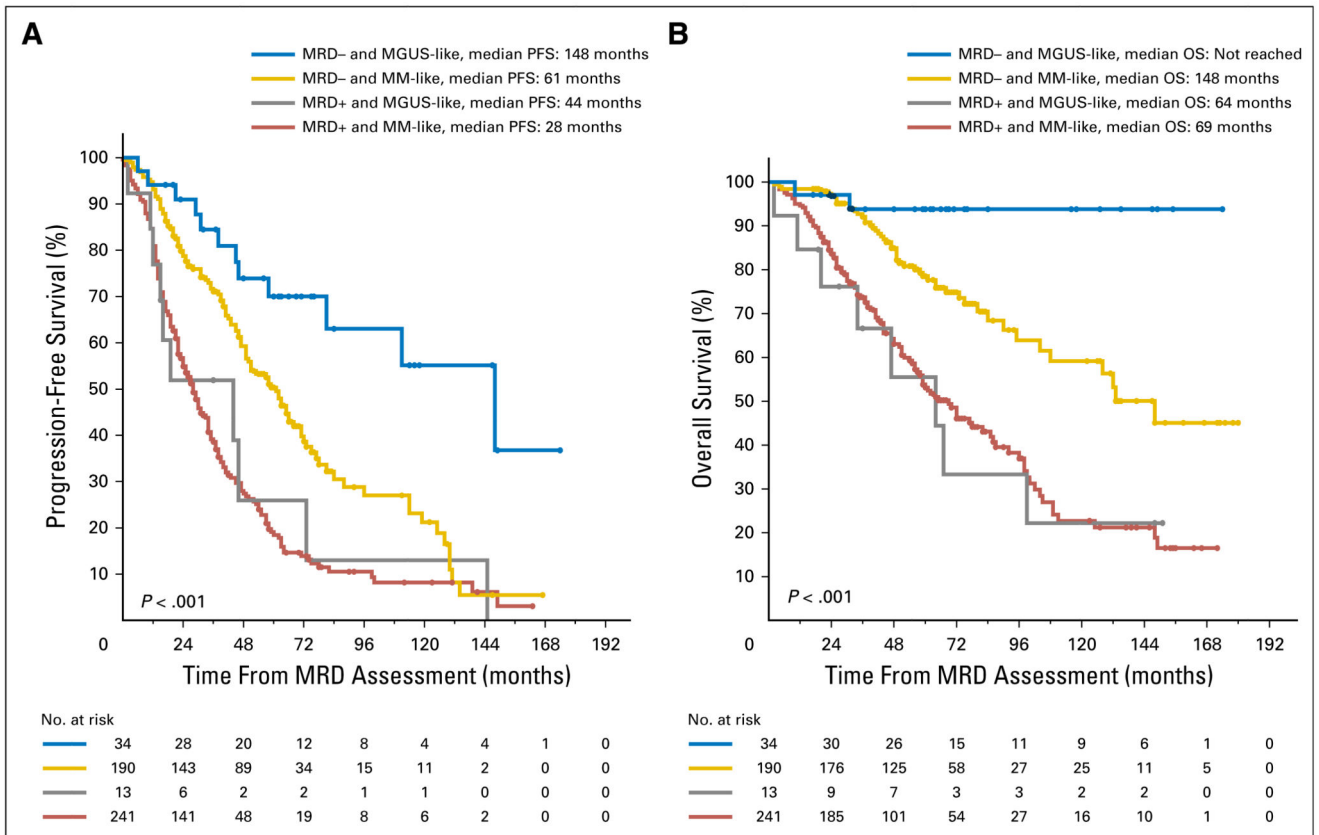 A
MRD– and MGUS-like, median PFS: 148 months
MRD– and MM-like, median PFS: 61 months
MRD+ and MGUS-like, median PFS: 44 months
MRD+ and MM-like, median PFS: 28 months
Progression-Free Survival (%)
100
90
80
70
60
50
40
30
20
10
P < .001
0 24 48 72 96 120 144 168 192
Time From MRD Assessment (months)
No. at risk
34 28 20 12 8 4 4 1 0
190 143 89 34 15 11 2 0 0
13 6 2 2 1 1 0 0 0
241 141 48 19 8 6 2 0 0
B
MRD– and MGUS-like, median OS: Not reached
MRD– and MM-like, median OS: 148 months
MRD+ and MGUS-like, median OS: 64 months
MRD+ and MM-like, median OS: 69 months
Overall Survival (%)
100
90
80
70
60
50
40
30
20
10
P < .001
0 24 48 72 96 120 144 168 192
Time From MRD Assessment (months)
No. at risk
34 30 26 15 11 9 6 1 0
190 176 125 58 27 25 11 5 0
13 9 7 3 3 2 2 0 0
241 185 101 54 27 16 10 1 0